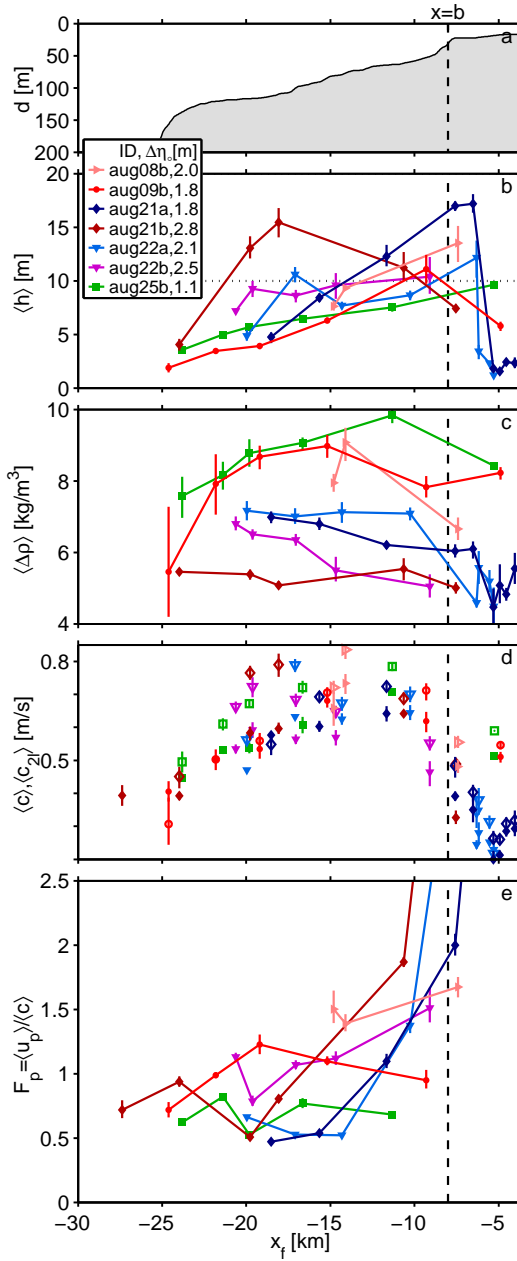 x=b
0
50
100
150
200
d [m]
a
ID, Δη₀[m]
aug08b,2.0
aug09b,1.8
aug21a,1.8
aug21b,2.8
aug22a,2.1
aug22b,2.5
aug25b,1.1
20
15
10
5
0
⟨h⟩ [m]
b
10
8
6
4
⟨Δρ⟩ [kg/m³]
c
0.8
0.5
⟨c⟩,⟨c₂ₗ⟩ [m/s]
d
2.5
2
1.5
1
0.5
0
Fₚ=⟨uₚ⟩/⟨c⟩
e
−30 −25 −20 −15 −10 −5
x_f [km]